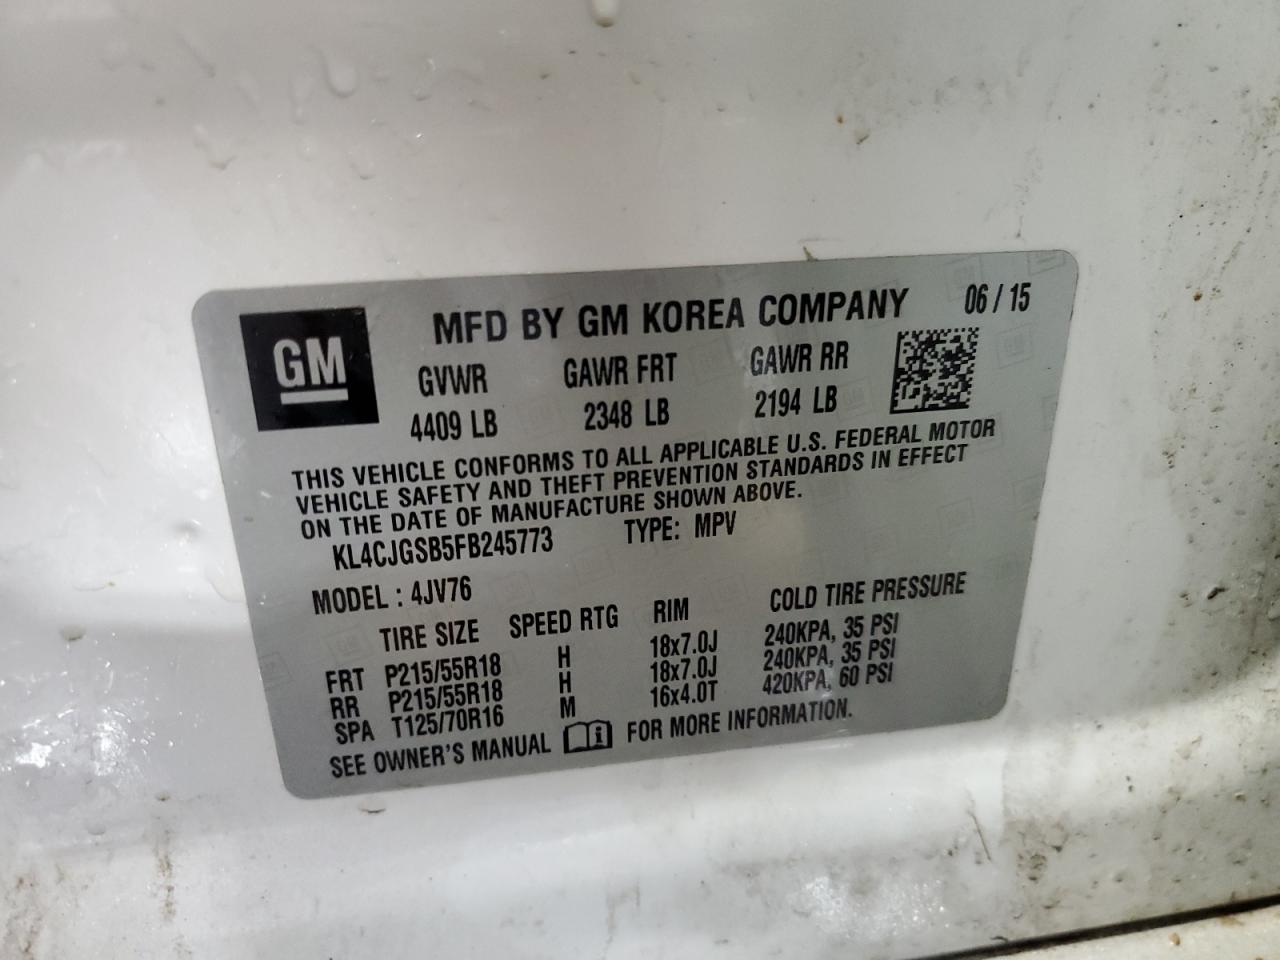 GM
MFD BY GM KOREA COMPANY 06 / 15
GVWR GAWR FRT GAWR RR
4409 LB 2348 LB 2194 LB
THIS VEHICLE CONFORMS TO ALL APPLICABLE U.S. FEDERAL MOTOR
VEHICLE SAFETY AND THEFT PREVENTION STANDARDS IN EFFECT
ON THE DATE OF MANUFACTURE SHOWN ABOVE.
KL4CJGSB5FB245773 TYPE: MPV
MODEL : 4JV76
TIRE SIZE SPEED RTG RIM COLD TIRE PRESSURE
FRT P215/55R18 H 18x7.0J 240KPA, 35 PSI
RR P215/55R18 H 18x7.0J 240KPA, 35 PSI
SPA T125/70R16 M 16x4.0T 420KPA, 60 PSI
SEE OWNER'S MANUAL i FOR MORE INFORMATION.